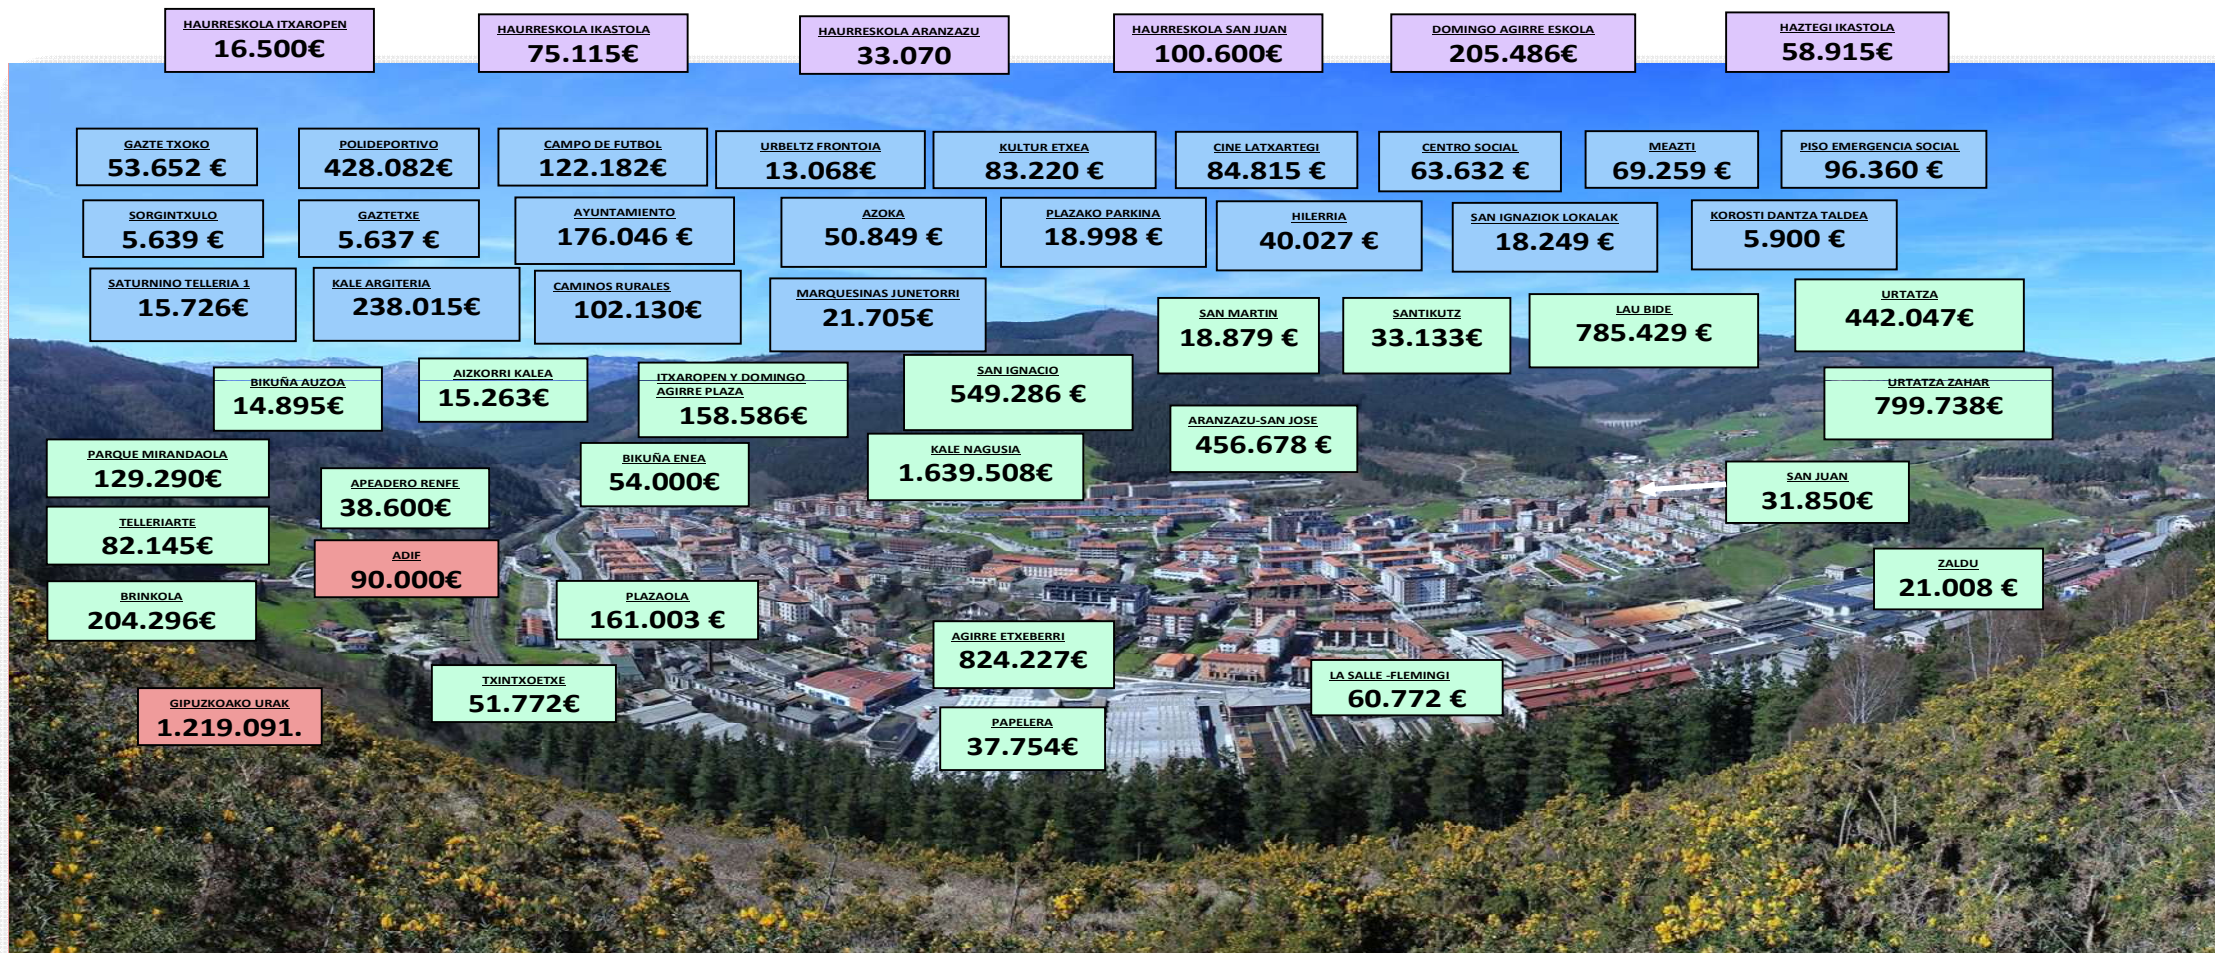 HAURRESKOLA ITXAROPEN
16.500€
HAURRESKOLA IKASTOLA
75.115€
HAURRESKOLA ARANZAZU
33.070
HAURRESKOLA SAN JUAN
100.600€
DOMINGO AGIRRE ESKOLA
205.486€
HAZTEGI IKASTOLA
58.915€
GAZTE TXOKO
53.652 €
POLIDEPORTIVO
428.082€
CAMPO DE FUTBOL
122.182€
URBELTZ FRONTOIA
13.068€
KULTUR ETXEA
83.220 €
CINE LATXARTEGI
84.815 €
CENTRO SOCIAL
63.632 €
MEAZTI
69.259 €
PISO EMERGENCIA SOCIAL
96.360 €
SORGINTXULO
5.639 €
GAZTETXE
5.637 €
AYUNTAMIENTO
176.046 €
AZOKA
50.849 €
PLAZAKO PARKINA
18.998 €
HILERRIA
40.027 €
SAN IGNAZIOK LOKALAK
18.249 €
KOROSTI DANTZA TALDEA
5.900 €
SATURNINO TELLERIA 1
15.726€
KALE ARGITERIA
238.015€
CAMINOS RURALES
102.130€
MARQUESINAS JUNETORRI
21.705€
SAN MARTIN
18.879 €
SANTIKUTZ
33.133€
LAU BIDE
785.429 €
URTATZA
442.047€
BIKUÑA AUZOA
14.895€
AIZKORRI KALEA
15.263€
ITXAROPEN Y DOMINGO
AGIRRE PLAZA
158.586€
SAN IGNACIO
549.286 €
URTATZA ZAHAR
799.738€
ARANZAZU-SAN JOSE
456.678 €
PARQUE MIRANDAOLA
129.290€
APEADERO RENFE
38.600€
BIKUÑA ENEA
54.000€
KALE NAGUSIA
1.639.508€
SAN JUAN
31.850€
TELLERIARTE
82.145€
ADIF
90.000€
ZALDU
21.008 €
BRINKOLA
204.296€
PLAZAOLA
161.003 €
AGIRRE ETXEBERRI
824.227€
TXINTXOETXE
51.772€
LA SALLE -FLEMINGI
60.772 €
GIPUZKOAKO URAK
1.219.091.
PAPELERA
37.754€